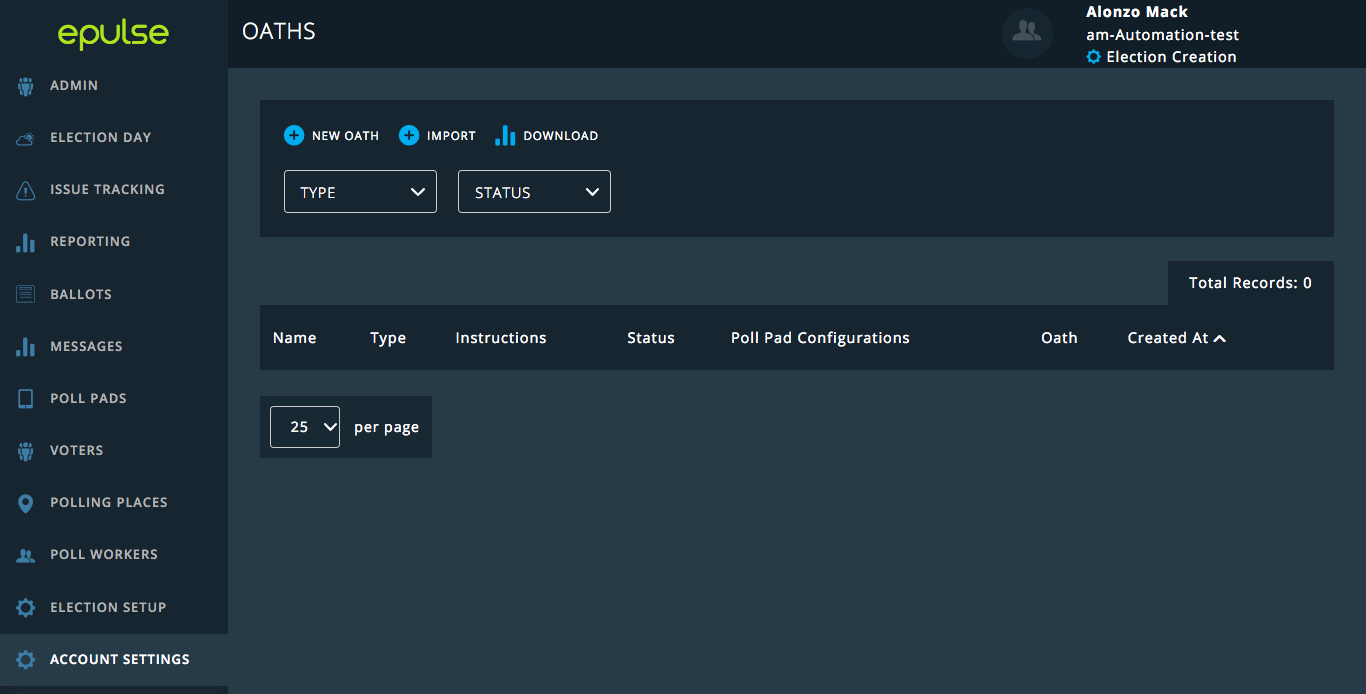 epulse
OATHS
Alonzo Mack
am-Automation-test
Election Creation
ADMIN
ELECTION DAY
ISSUE TRACKING
REPORTING
BALLOTS
MESSAGES
POLL PADS
VOTERS
POLLING PLACES
POLL WORKERS
ELECTION SETUP
ACCOUNT SETTINGS
NEW OATH IMPORT DOWNLOAD
TYPE STATUS
Total Records: 0
Name Type Instructions Status Poll Pad Configurations Oath Created At
25 per page